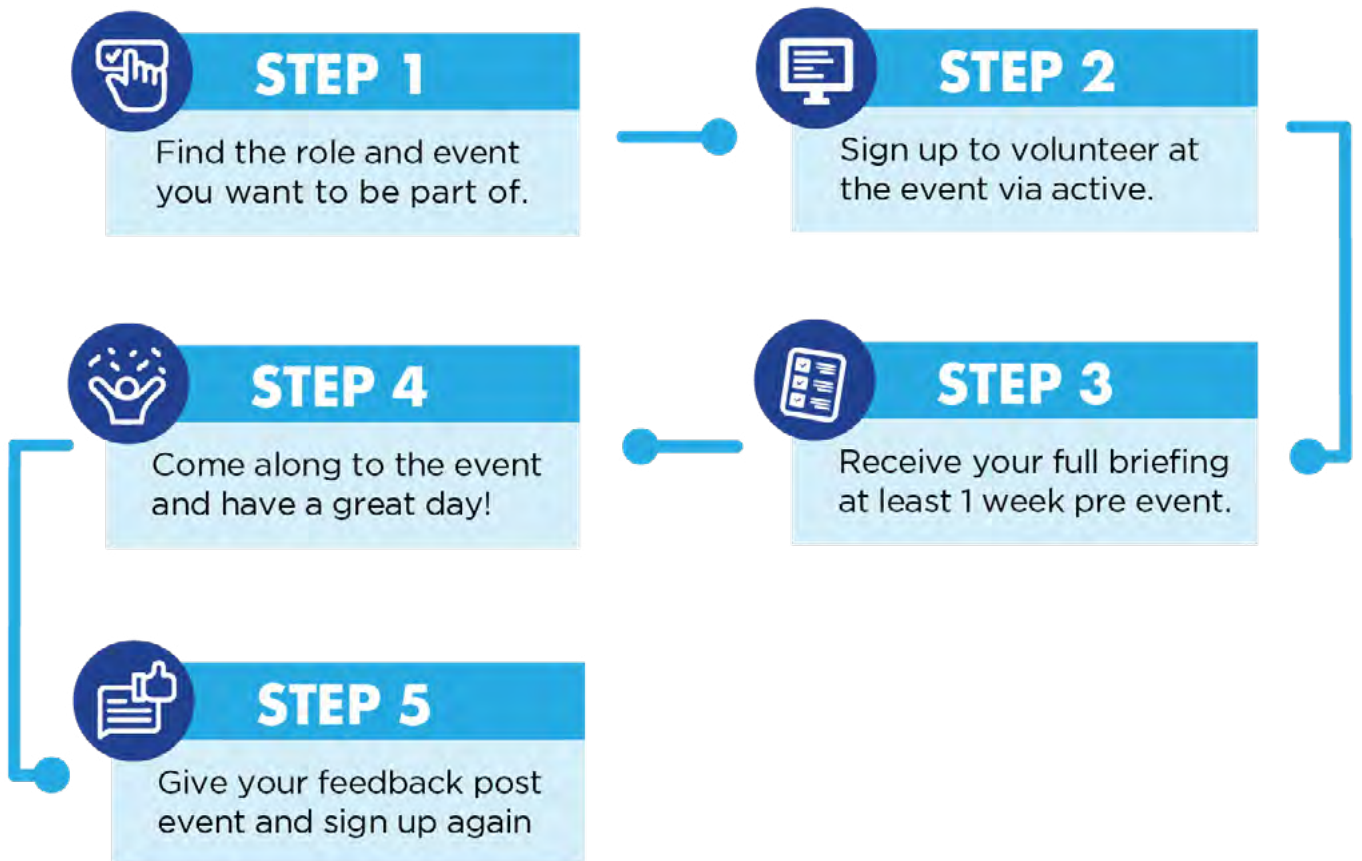 STEP 1
Find the role and event
you want to be part of.
STEP 2
Sign up to volunteer at
the event via active.
STEP 3
Receive your full briefing
at least 1 week pre event.
STEP 4
Come along to the event
and have a great day!
STEP 5
Give your feedback post
event and sign up again